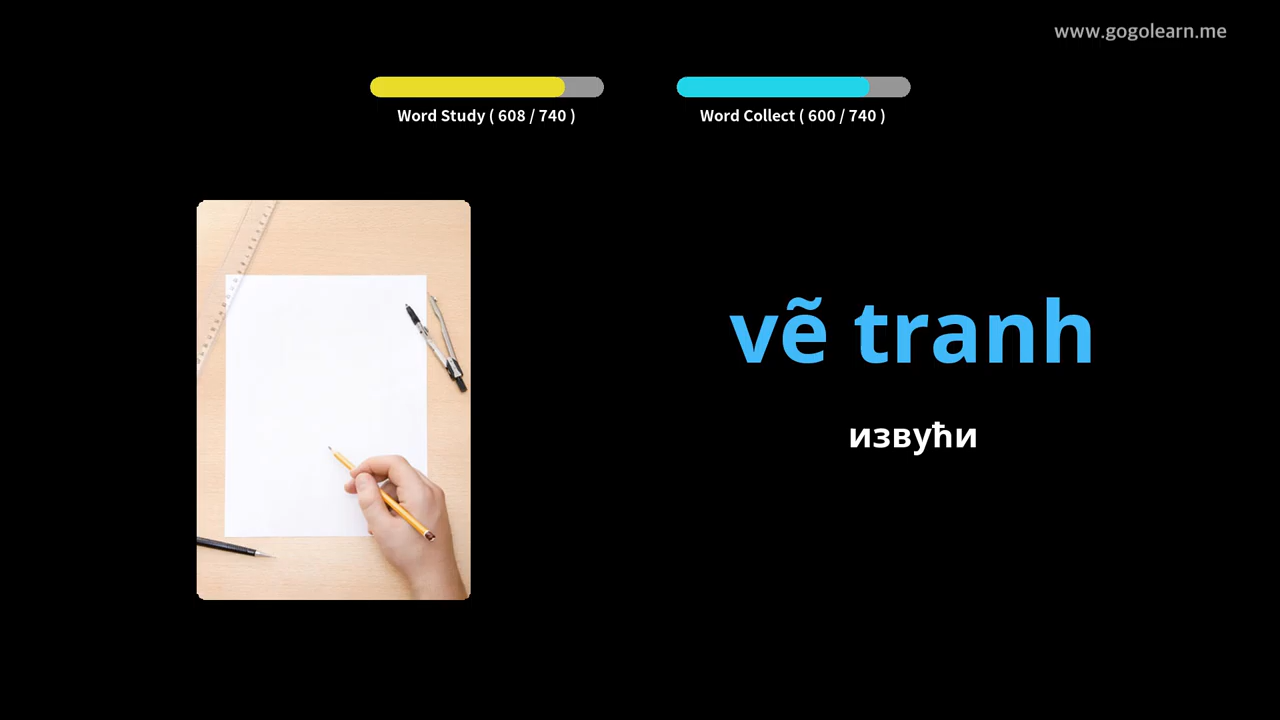 www.gogolearn.me
Word Study ( 608 / 740 )
Word Collect ( 600 / 740 )
vẽ tranh
извући